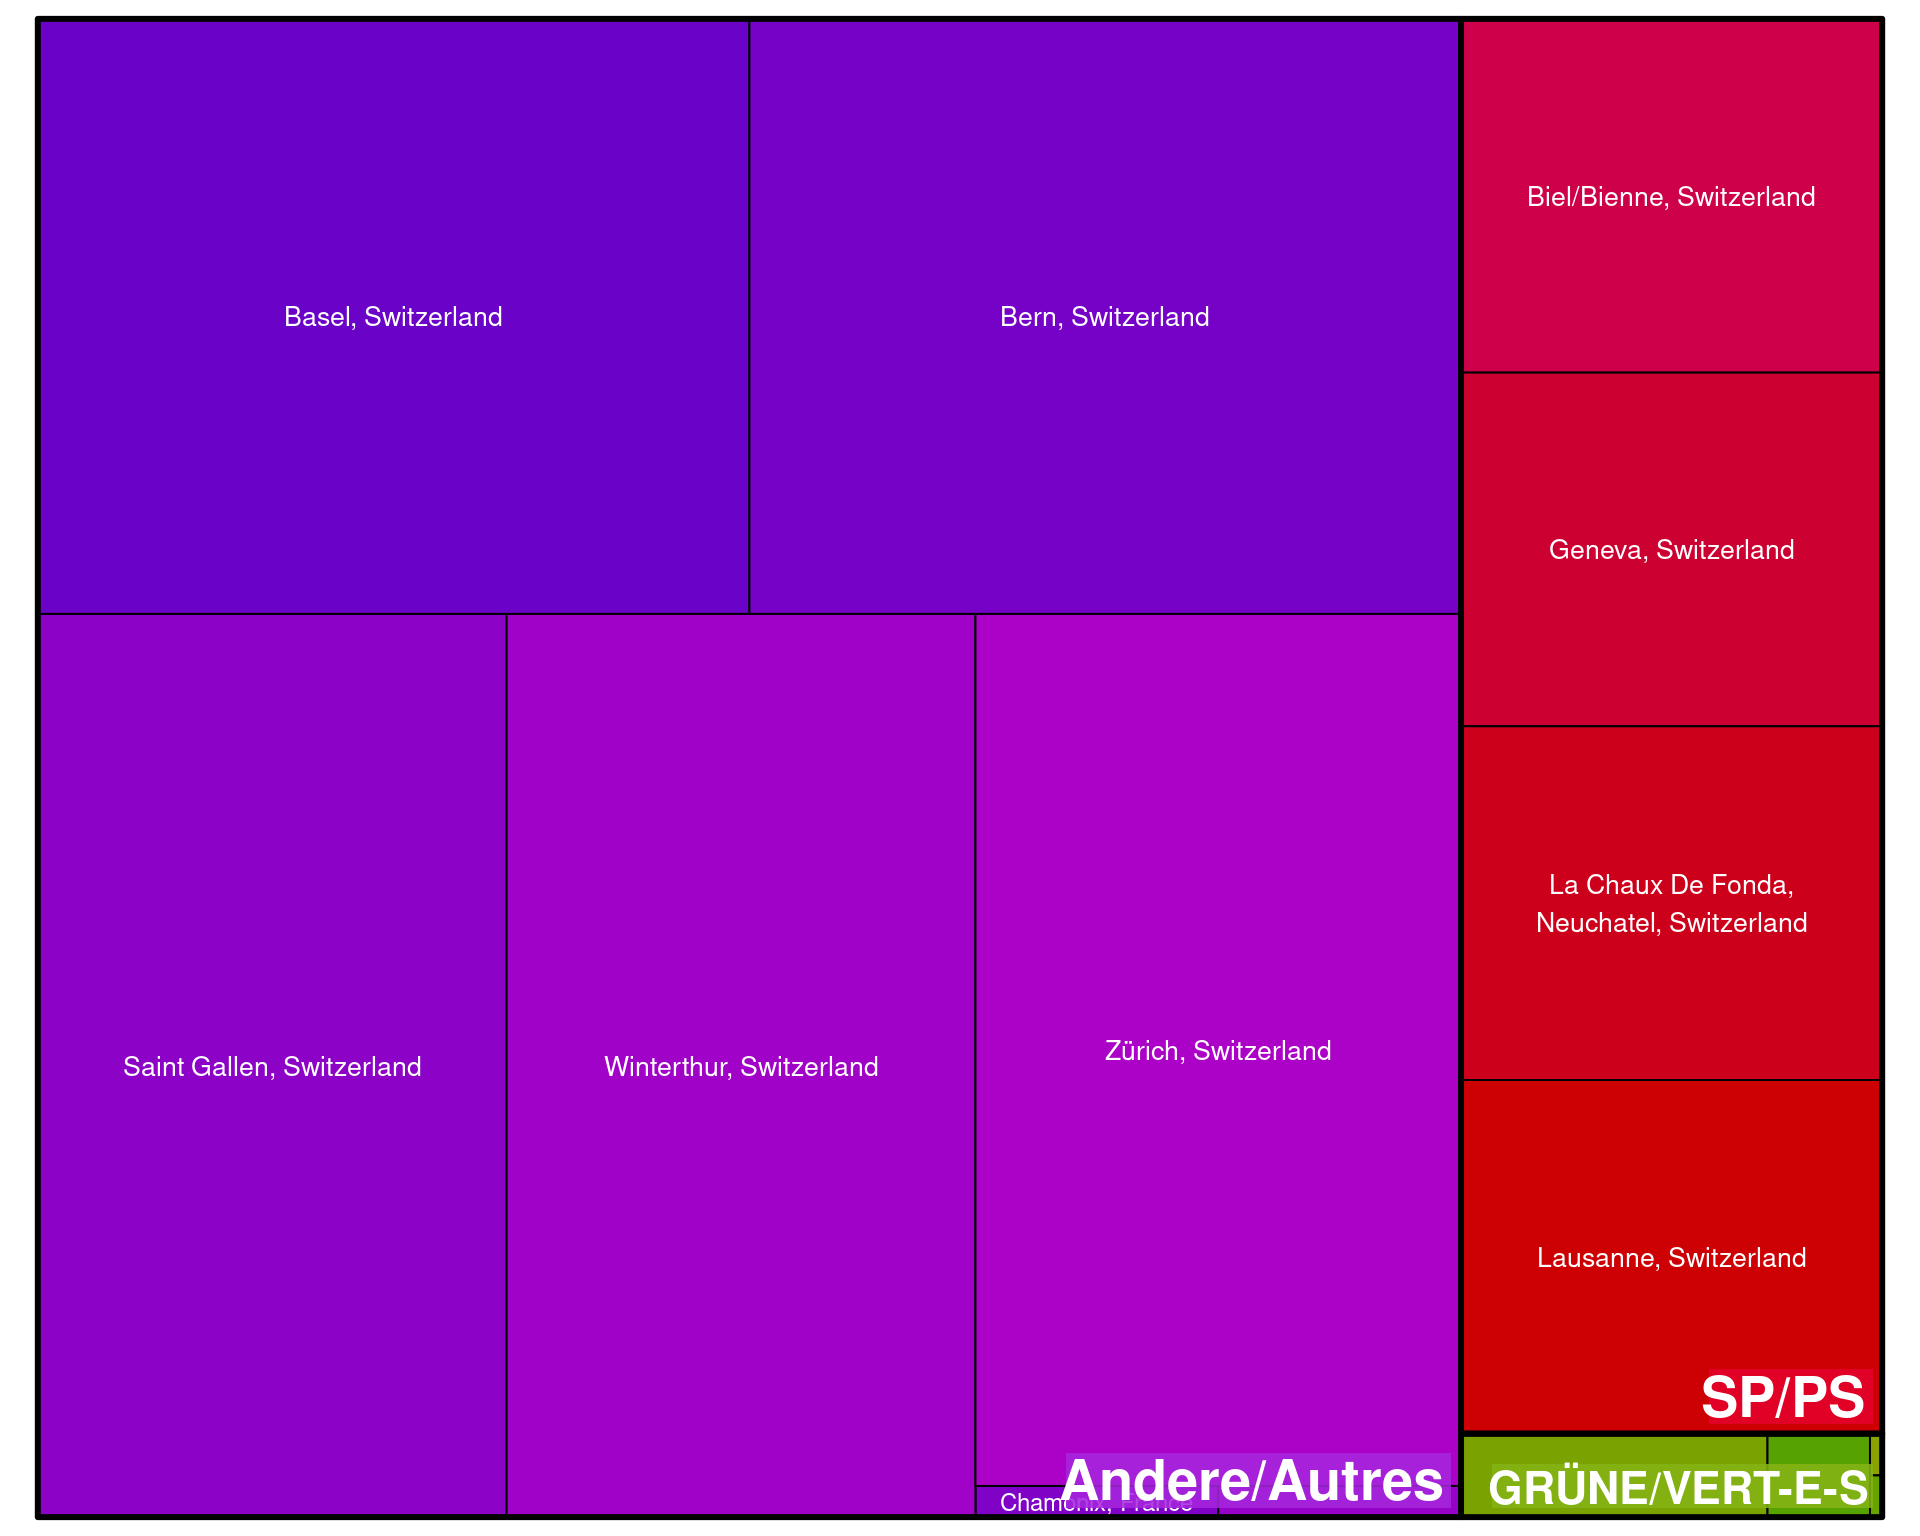 Basel, Switzerland
Bern, Switzerland
Biel/Bienne, Switzerland
Geneva, Switzerland
La Chaux De Fonda,
Neuchatel, Switzerland
Saint Gallen, Switzerland
Winterthur, Switzerland
Zürich, Switzerland
Lausanne, Switzerland
SP/PS
Andere/Autres
Chamonix, France
GRÜNE/VERT-E-S